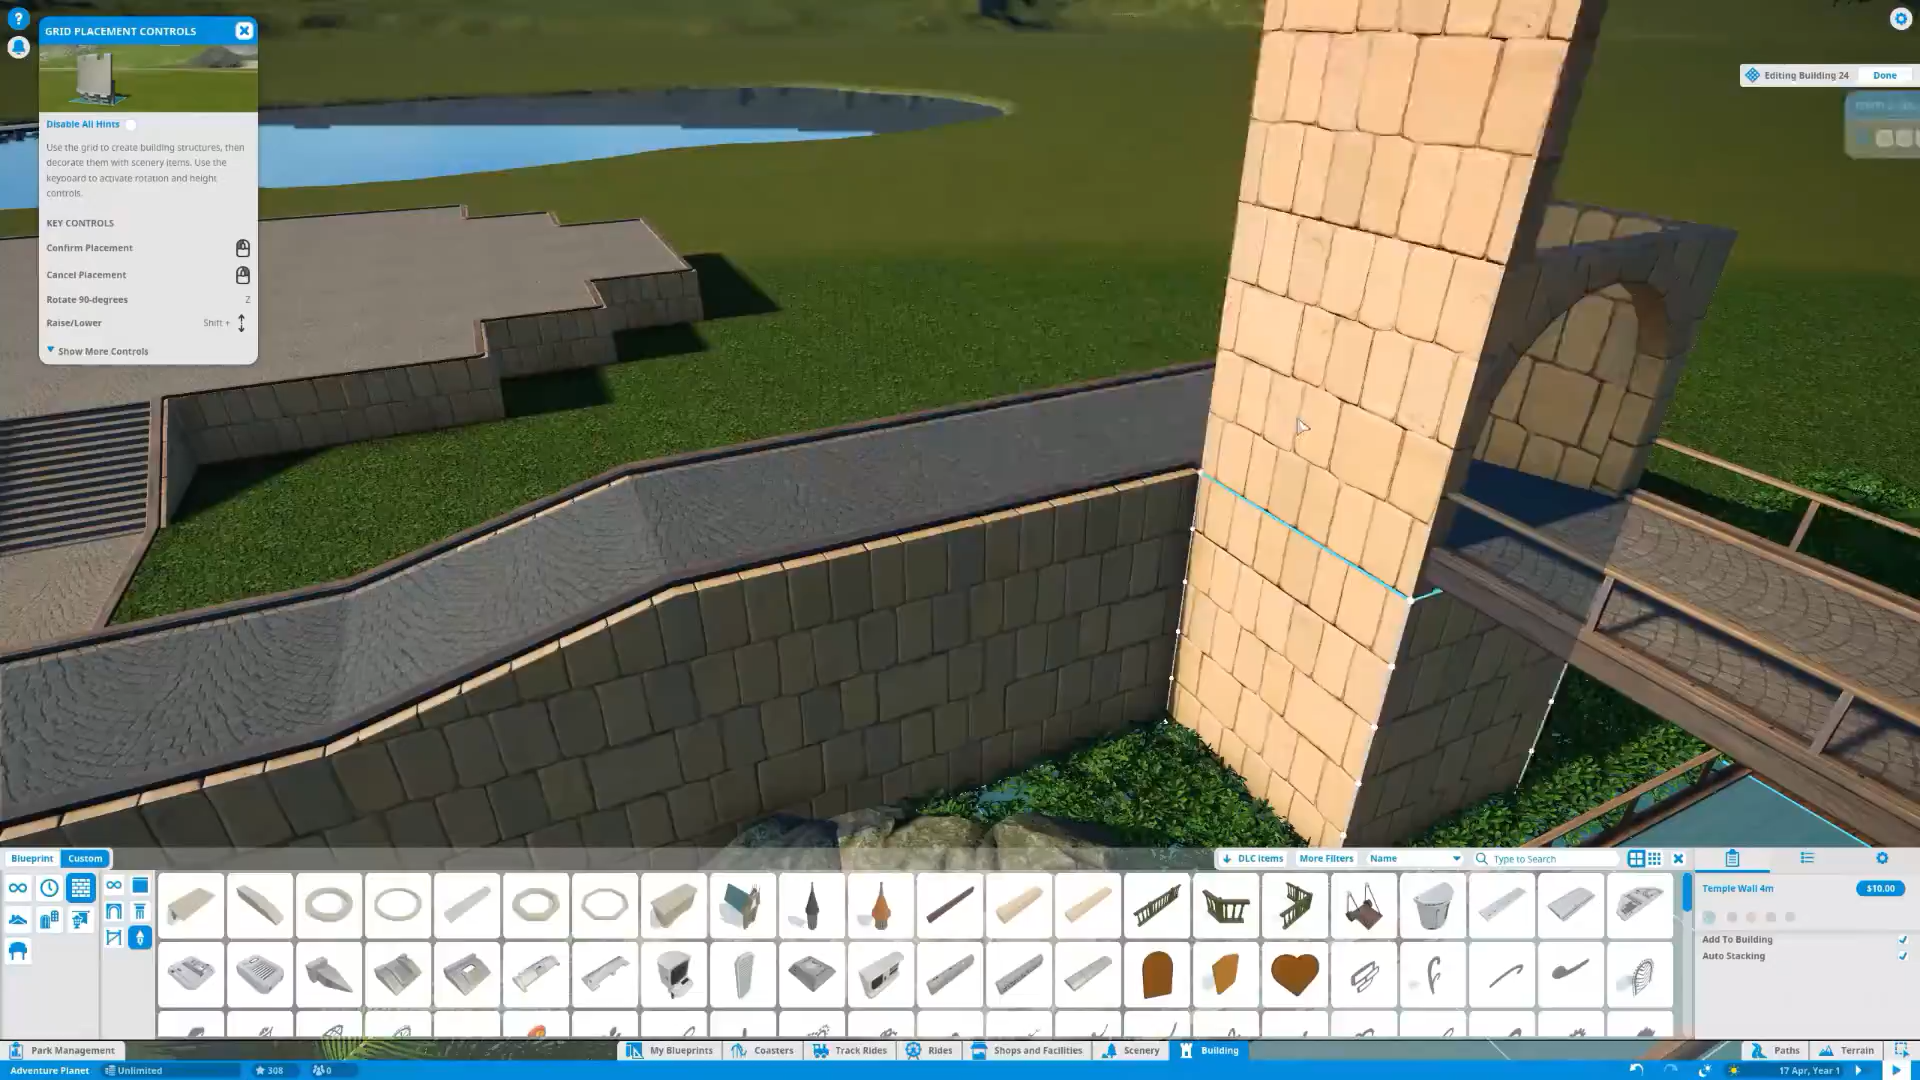 ?
GRID PLACEMENT CONTROLS
Disable All Hints
Use the grid to create building structures, then
decorate them with scenery items. Use the
keyboard to activate rotation and height
controls.
KEY CONTROLS
Confirm Placement
Cancel Placement
Rotate 90-degrees Z
Raise/Lower Shift +
Show More Controls
Editing Building 24 Done
Blueprint Custom
DLC items More Filters Name Type to Search
Temple Wall 4m $10.00
Add To Building
Auto Stacking
Park Management My Blueprints Coasters Track Rides Rides Shops and Facilities Scenery Building Paths Terrain
Adventure Planet Unlimited 308 0 17 Apr, Year 1